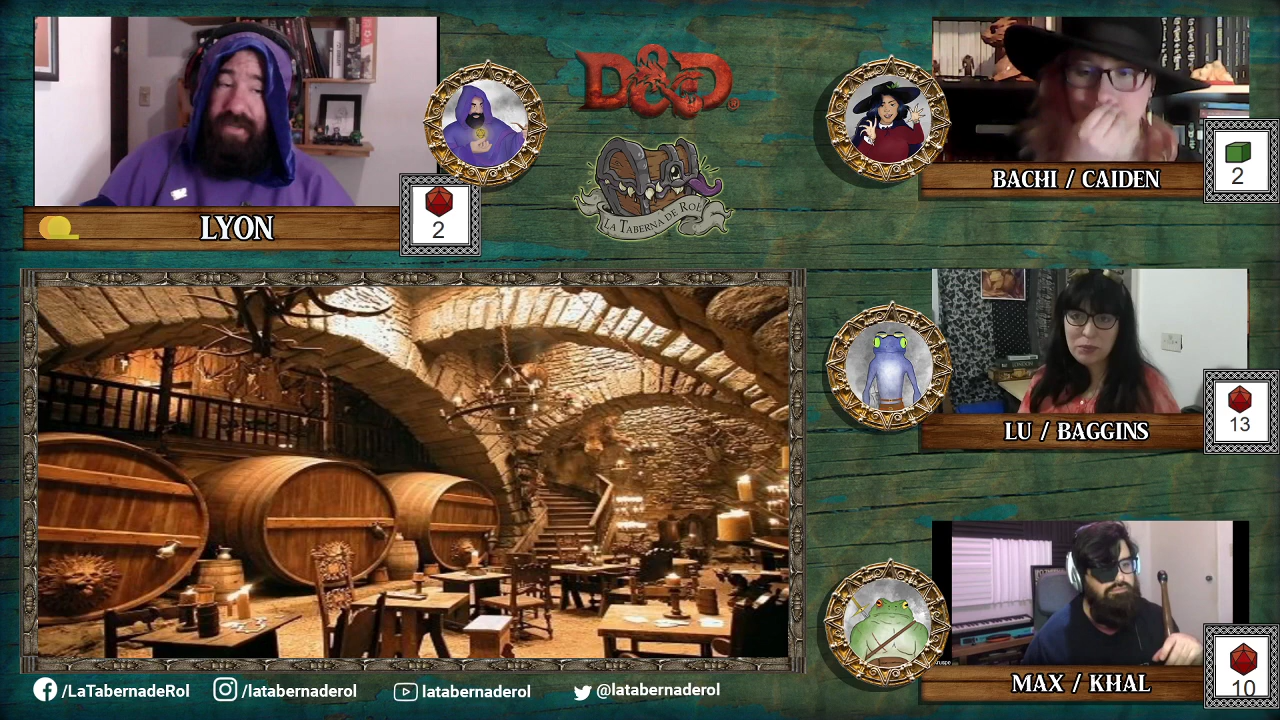 D&D
LA TABERNA DE ROL
LYON
2
BACHI / CAIDEN
2
LU / BAGGINS
13
MAX / KHAL
10
/LaTabernadeRol
/latabernaderol
latabernaderol
@latabernaderol